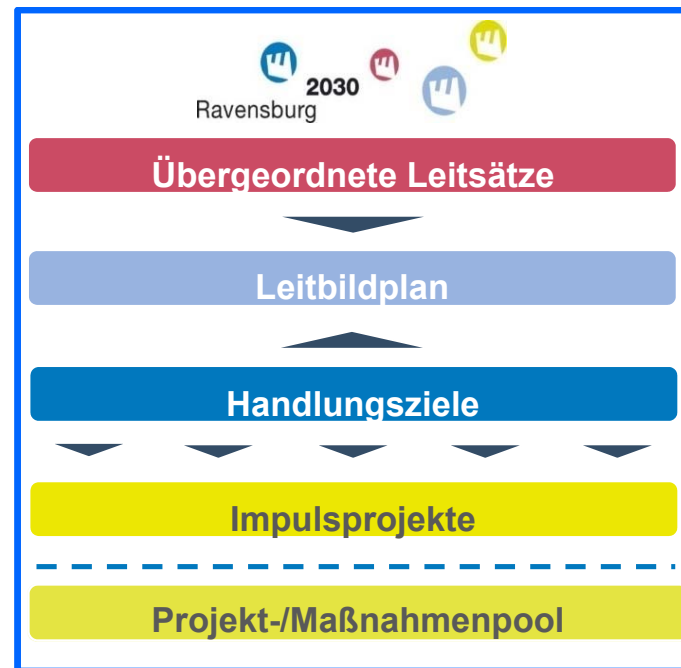 2030
Ravensburg
Übergeordnete Leitsätze
Leitbildplan
Handlungsziele
Impulsprojekte
Projekt-/Maßnahmenpool